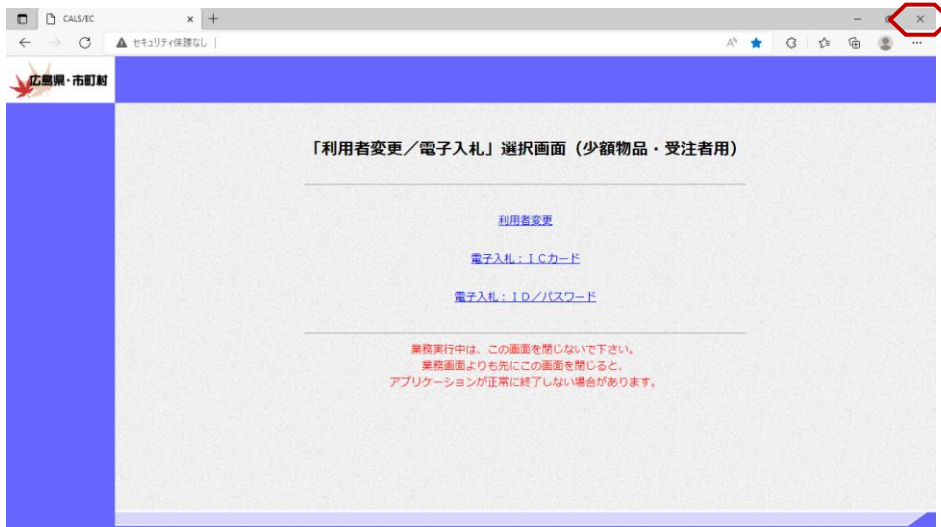 CALS/EC
セキュリティ保護なし
広島県・市町村
「利用者変更／電子入札」選択画面（少額物品・受注者用）
利用者変更
電子入札：ＩＣカード
電子入札：ＩＤ／パスワード
業務実行中は、この画面を閉じないで下さい。
業務画面よりも先にこの画面を閉じると、
アプリケーションが正常に終了しない場合があります。